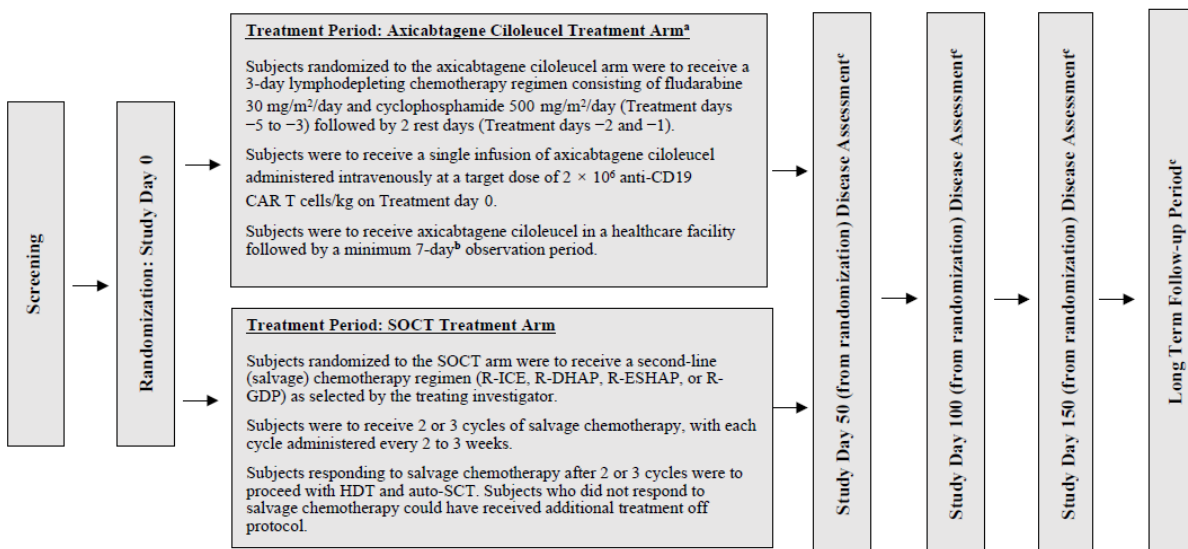 Screening
Randomization: Study Day 0
Treatment Period: Axicabtagene Ciloleucel Treatment Armᵃ
Subjects randomized to the axicabtagene ciloleucel arm were to receive a
3-day lymphodepleting chemotherapy regimen consisting of fludarabine
30 mg/m²/day and cyclophosphamide 500 mg/m²/day (Treatment days
−5 to −3) followed by 2 rest days (Treatment days −2 and −1).
Subjects were to receive a single infusion of axicabtagene ciloleucel
administered intravenously at a target dose of 2 × 10⁶ anti-CD19
CAR T cells/kg on Treatment day 0.
Subjects were to receive axicabtagene ciloleucel in a healthcare facility
followed by a minimum 7-dayᵇ observation period.
Treatment Period: SOCT Treatment Arm
Subjects randomized to the SOCT arm were to receive a second-line
(salvage) chemotherapy regimen (R-ICE, R-DHAP, R-ESHAP, or R-
GDP) as selected by the treating investigator.
Subjects were to receive 2 or 3 cycles of salvage chemotherapy, with each
cycle administered every 2 to 3 weeks.
Subjects responding to salvage chemotherapy after 2 or 3 cycles were to
proceed with HDT and auto-SCT. Subjects who did not respond to
salvage chemotherapy could have received additional treatment off
protocol.
Study Day 50 (from randomization) Disease Assessmentᶜ
Study Day 100 (from randomization) Disease Assessmentᶜ
Study Day 150 (from randomization) Disease Assessmentᶜ
Long Term Follow-up Periodᶜ